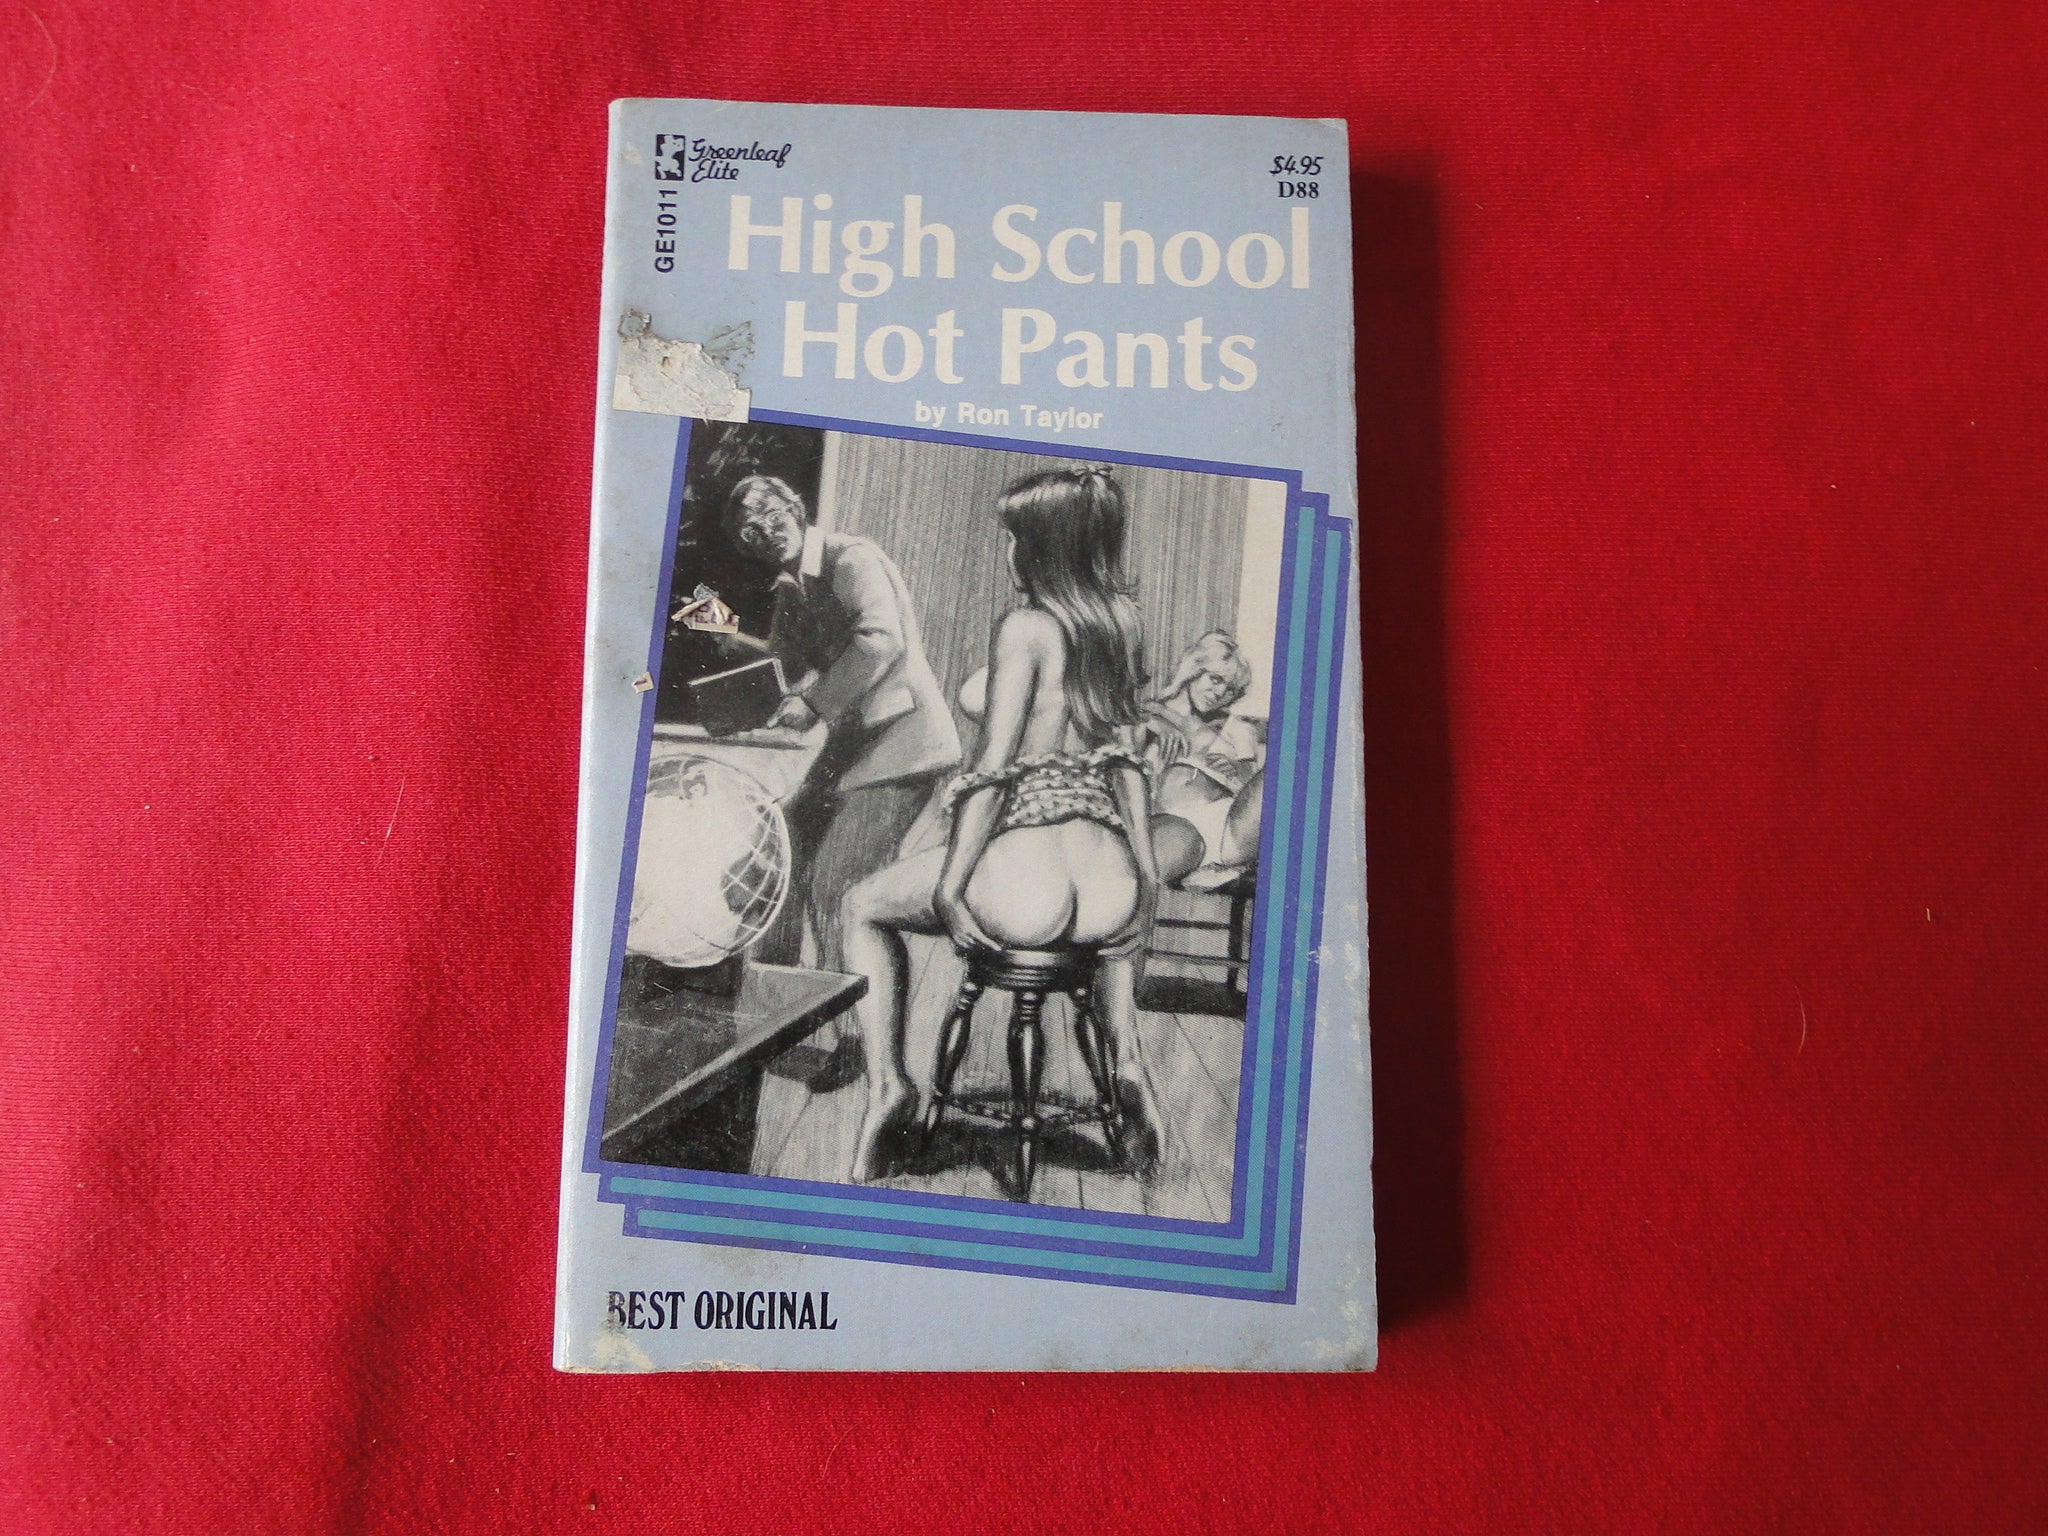 Greenleaf
Elite
GE1011
$4.95
D88
High School
Hot Pants
by Ron Taylor
BEST ORIGINAL